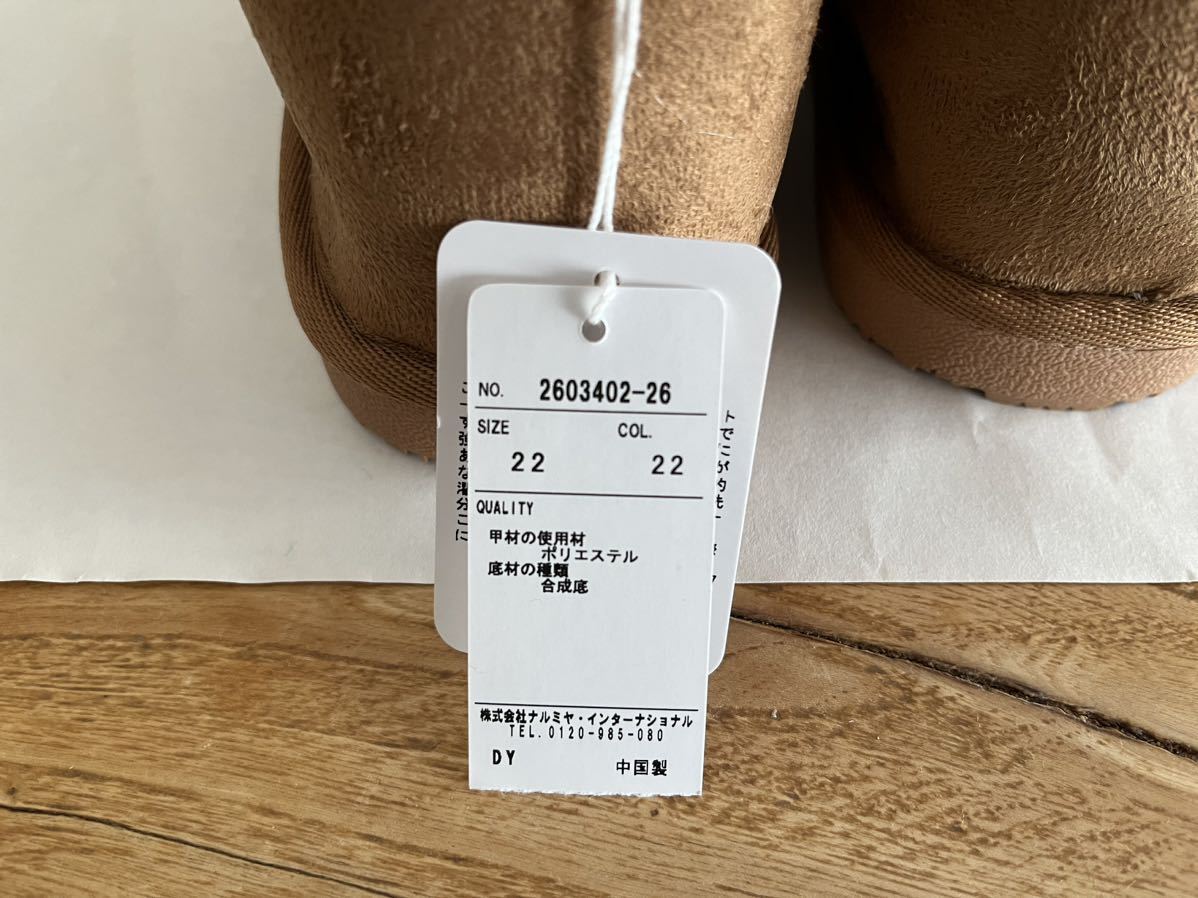 NO. 2603402-26
SIZE COL.
22 22
QUALITY
甲材の使用材
ポリエステル
底材の種類
合成底
株式会社ナルミヤ・インターナショナル
TEL.0120-985-080
DY 中国製